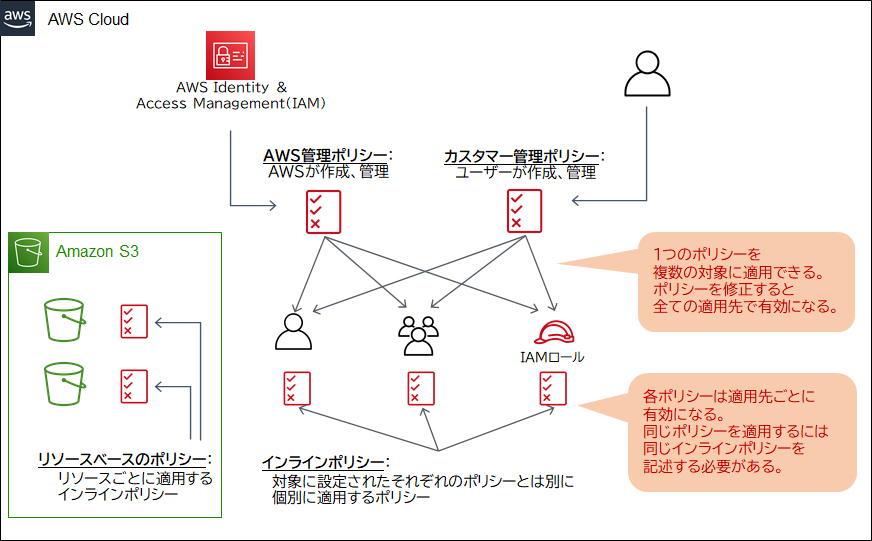 aws
AWS Cloud
AWS Identity &
Access Management(IAM)
AWS管理ポリシー:
AWSが作成、管理
カスタマー管理ポリシー:
ユーザーが作成、管理
Amazon S3
1つのポリシーを
複数の対象に適用できる。
ポリシーを修正すると
全ての適用先で有効になる。
IAMロール
各ポリシーは適用先ごとに
有効になる。
同じポリシーを適用するには
同じインラインポリシーを
記述する必要がある。
リソースベースのポリシー:
リソースごとに適用する
インラインポリシー
インラインポリシー:
対象に設定されたそれぞれのポリシーとは別に
個別に適用するポリシー